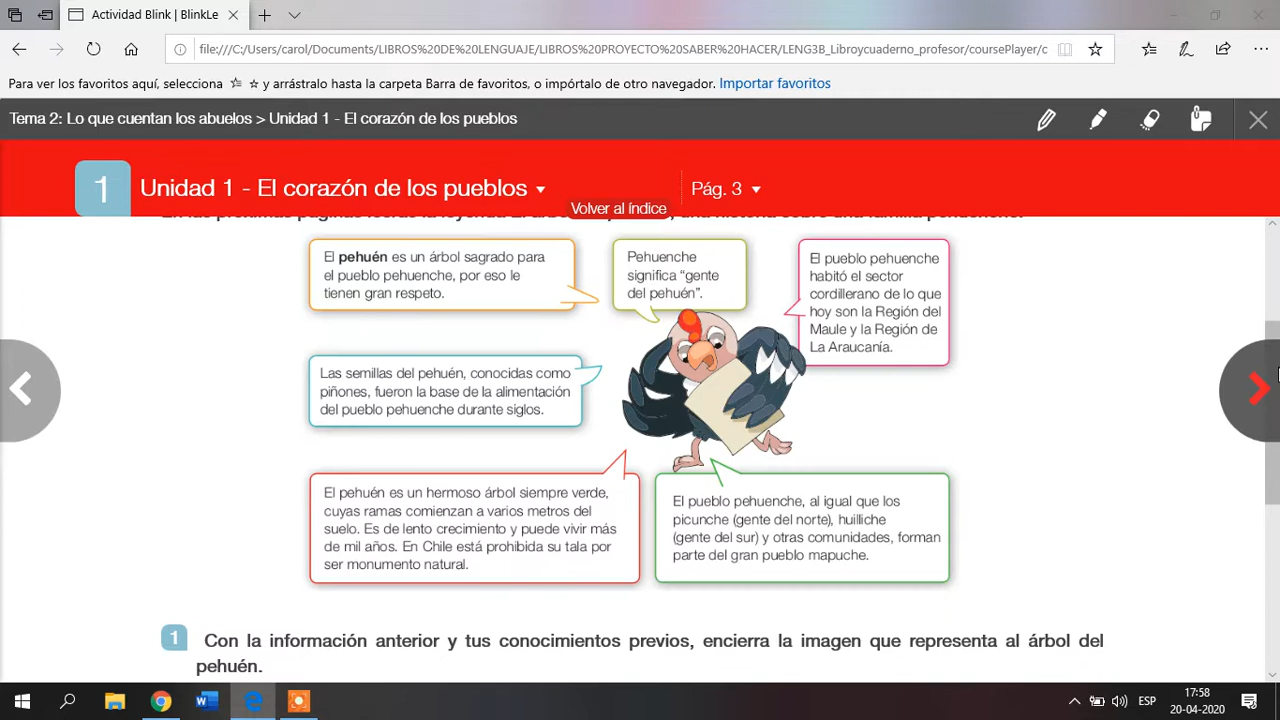 Actividad Blink | BlinkLe
file:///C:/Users/carol/Documents/LIBROS%20DE%20LENGUAJE/LIBROS%20PROYECTO%20SABER%20HACER/LENG3B_Libroycuaderno_profesor/coursePlayer/c
Para ver los favoritos aquí, selecciona y arrástralo hasta la carpeta Barra de favoritos, o impórtalo de otro navegador. Importar favoritos
Tema 2: Lo que cuentan los abuelos > Unidad 1 - El corazón de los pueblos
1 Unidad 1 - El corazón de los pueblos
Pág. 3
Volver al índice
El pehuén es un árbol sagrado para
el pueblo pehuenche, por eso le
tienen gran respeto.
Pehuenche
significa “gente
del pehuén”.
El pueblo pehuenche
habitó el sector
cordillerano de lo que
hoy son la Región del
Maule y la Región de
La Araucanía.
Las semillas del pehuén, conocidas como
piñones, fueron la base de la alimentación
del pueblo pehuenche durante siglos.
El pehuén es un hermoso árbol siempre verde,
cuyas ramas comienzan a varios metros del
suelo. Es de lento crecimiento y puede vivir más
de mil años. En Chile está prohibida su tala por
ser monumento natural.
El pueblo pehuenche, al igual que los
picunche (gente del norte), huilliche
(gente del sur) y otras comunidades, forman
parte del gran pueblo mapuche.
1 Con la información anterior y tus conocimientos previos, encierra la imagen que representa al árbol del
pehuén.
ESP
17:58
20-04-2020